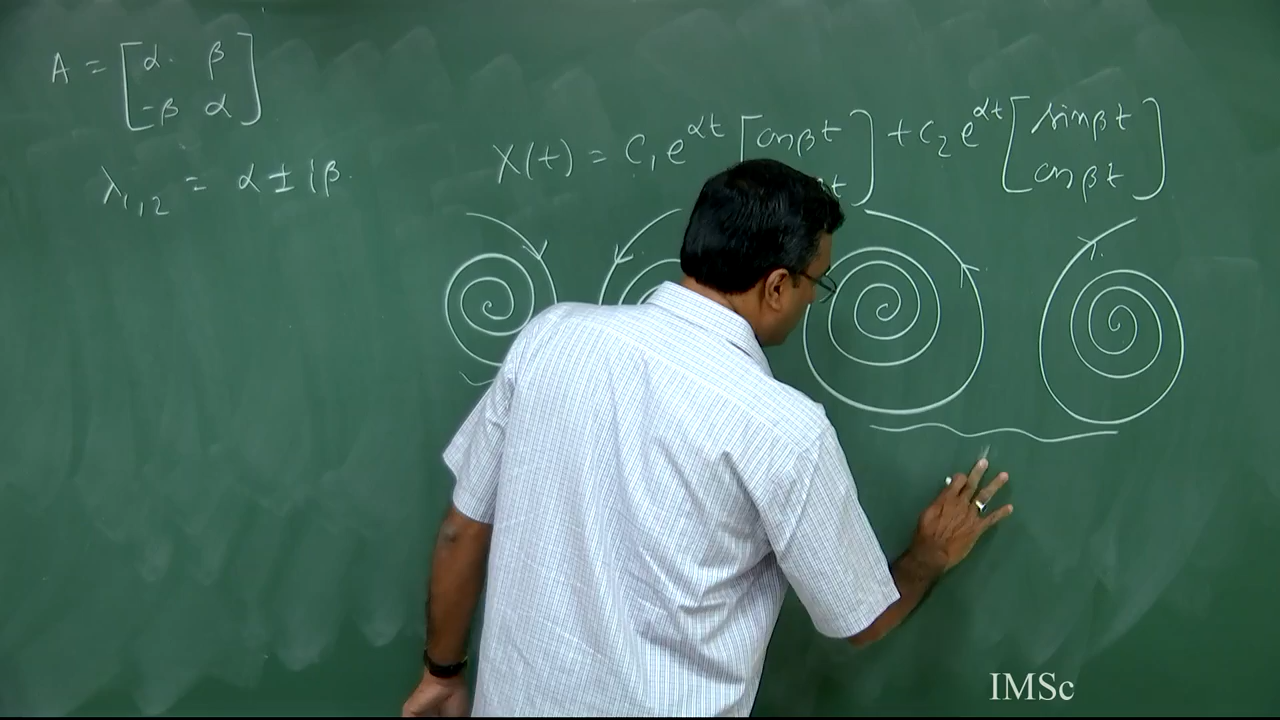 A = [α β
-β α]
λ1,2 = α ± iβ.
X(t) = C1 e^αt [cos βt
t] + C2 e^αt [sin βt
cos βt]
IMSc